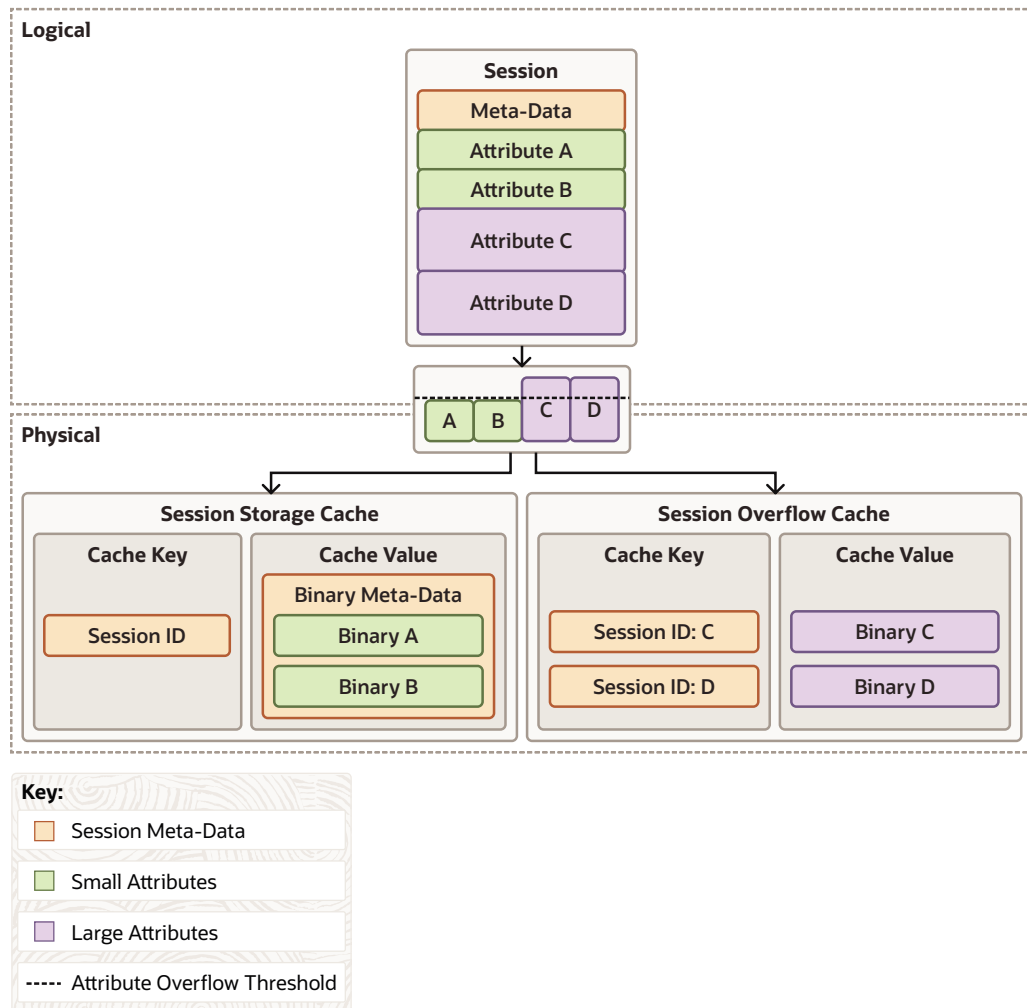 Logical
Session
Meta-Data
Attribute A
Attribute B
Attribute C
Attribute D
A B C D
Physical
Session Storage Cache
Cache Key
Session ID
Cache Value
Binary Meta-Data
Binary A
Binary B
Session Overflow Cache
Cache Key
Session ID: C
Session ID: D
Cache Value
Binary C
Binary D
Key:
Session Meta-Data
Small Attributes
Large Attributes
Attribute Overflow Threshold